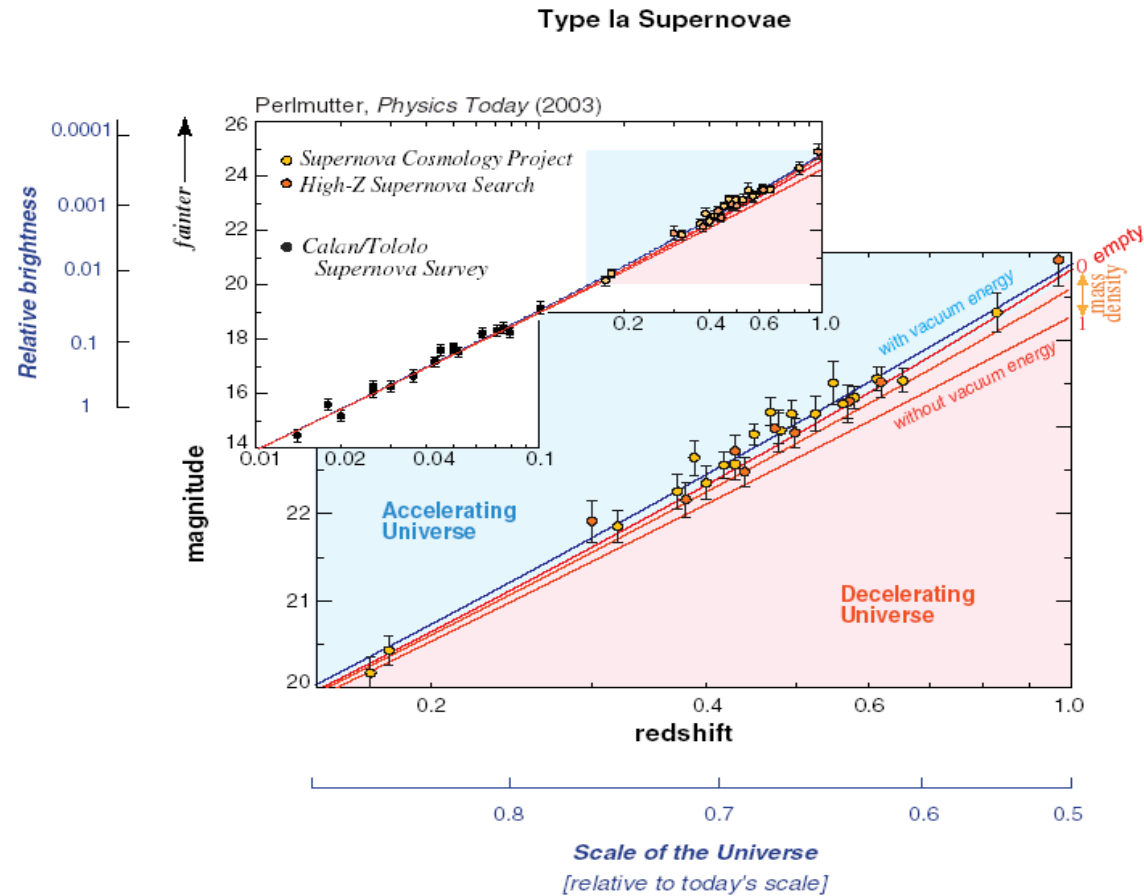 Type Ia Supernovae
Perlmutter, Physics Today (2003)
0.0001
0.001
0.01
0.1
1
Relative brightness
fainter
magnitude
26
24
22
20
18
16
14
Supernova Cosmology Project
High-Z Supernova Search
Calan/Tololo
Supernova Survey
0.01
0.02
0.04
0.1
0.2
0.4
0.6
1.0
22
21
20
Accelerating
Universe
with vacuum energy
without vacuum energy
0
empty
mass
density
1
Decelerating
Universe
0.2
0.4
0.6
1.0
redshift
0.8
0.7
0.6
0.5
Scale of the Universe
[relative to today's scale]